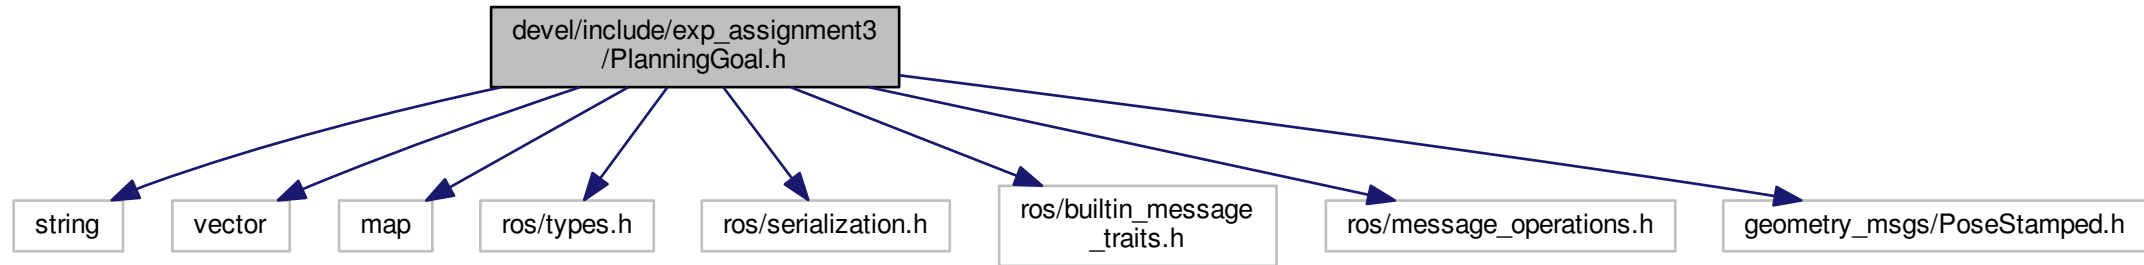 devel/include/exp_assignment3
/PlanningGoal.h
string
vector
map
ros/types.h
ros/serialization.h
ros/builtin_message
_traits.h
ros/message_operations.h
geometry_msgs/PoseStamped.h